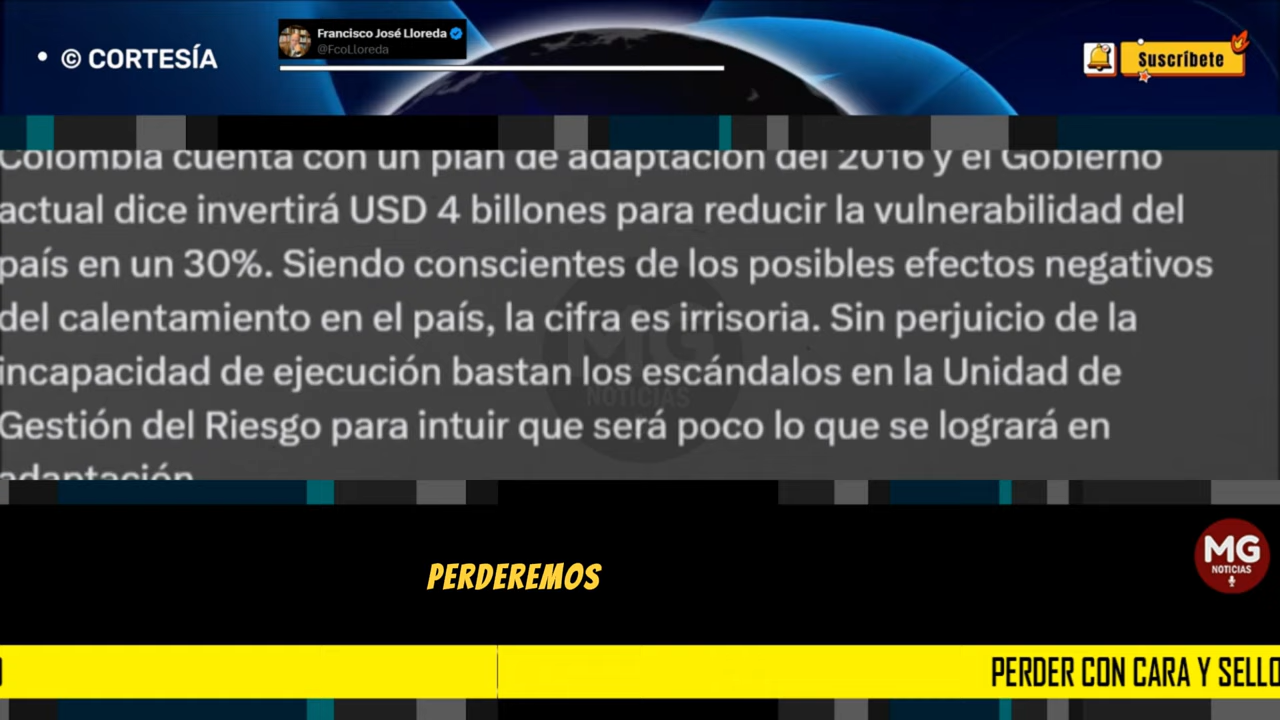 • © CORTESÍA
Francisco José Lloreda
@FcoLloreda
Suscríbete
Colombia cuenta con un plan de adaptación del 2016 y el Gobierno
actual dice invertirá USD 4 billones para reducir la vulnerabilidad del
país en un 30%. Siendo conscientes de los posibles efectos negativos
del calentamiento en el país, la cifra es irrisoria. Sin perjuicio de la
incapacidad de ejecución bastan los escándalos en la Unidad de
Gestión del Riesgo para intuir que será poco lo que se logrará en
adaptación
MG
NOTICIAS
PERDEREMOS
MG
NOTICIAS
PERDER CON CARA Y SELLO